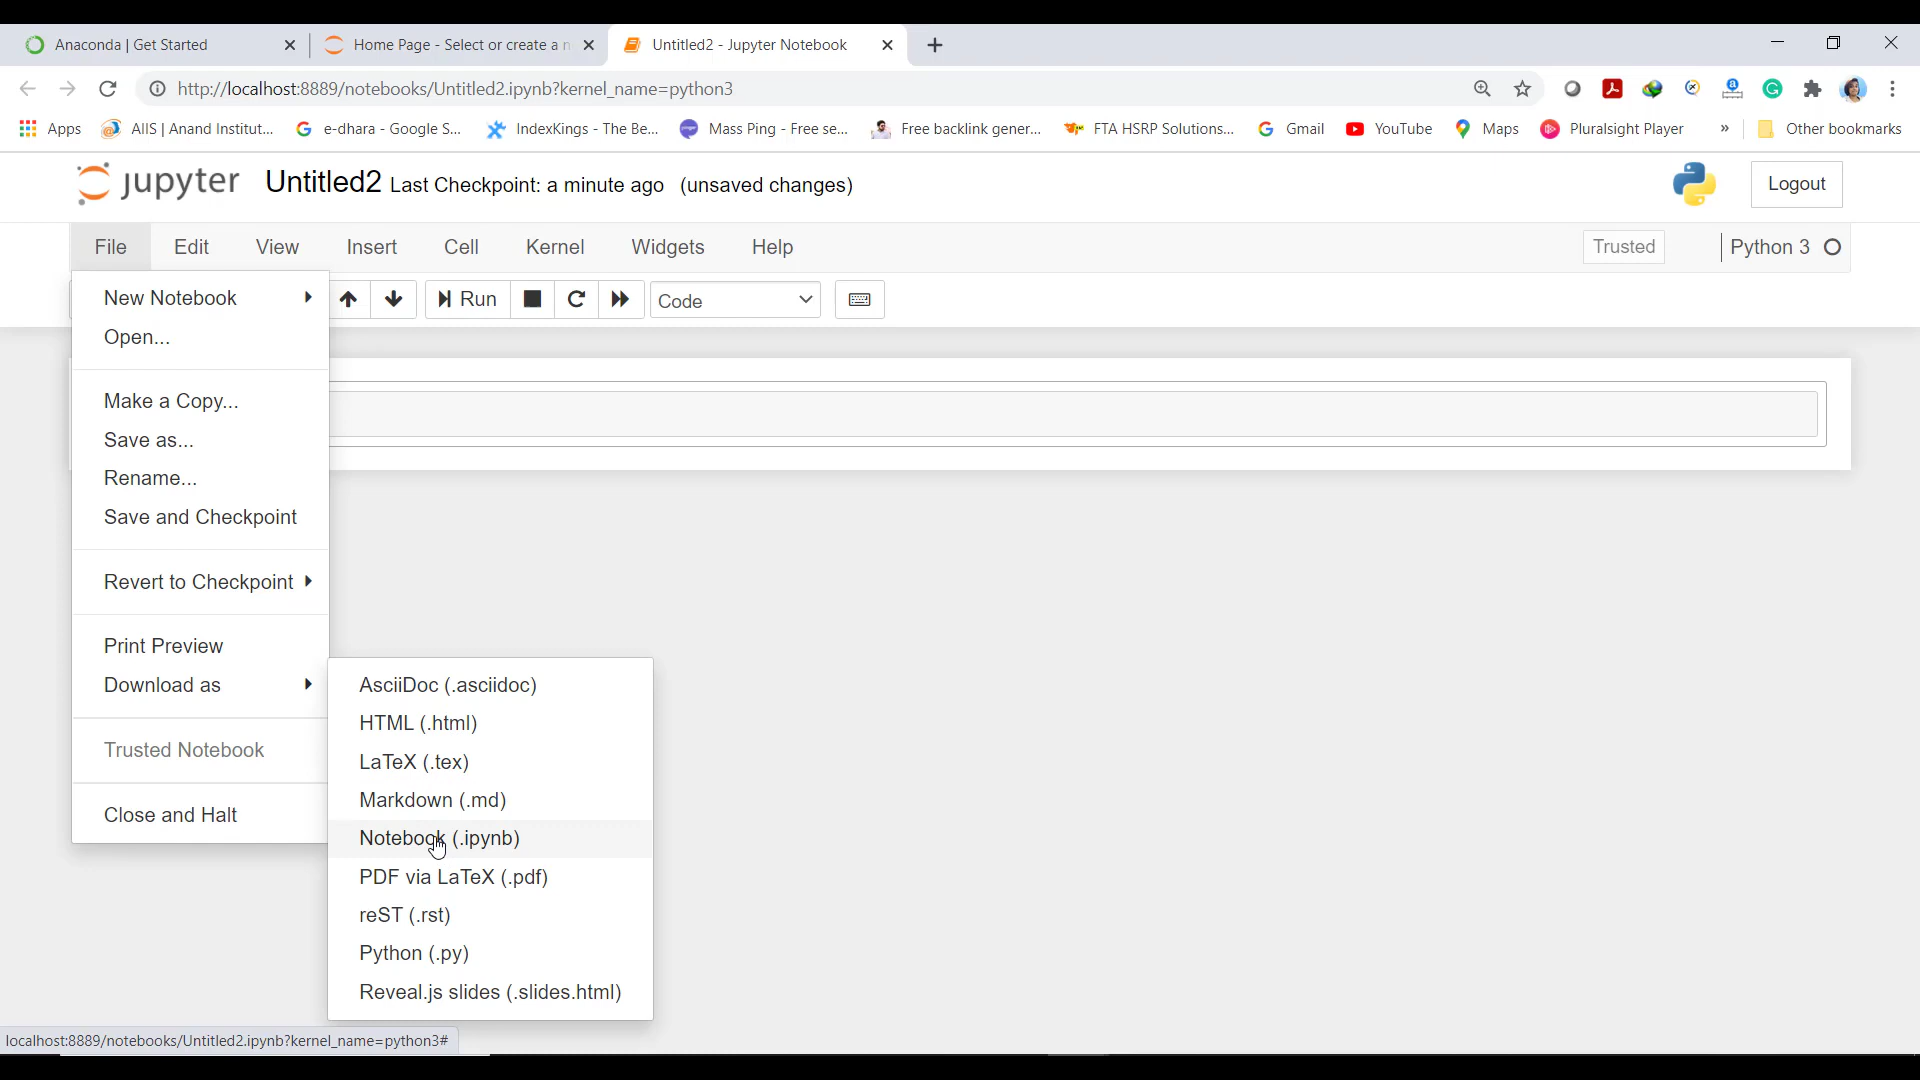 Anaconda | Get Started
Home Page - Select or create a n
Untitled2 - Jupyter Notebook
http://localhost:8889/notebooks/Untitled2.ipynb?kernel_name=python3
Apps
AIIS | Anand Institut...
e-dhara - Google S...
IndexKings - The Be...
Mass Ping - Free se...
Free backlink gener...
FTA HSRP Solutions...
Gmail
YouTube
Maps
Pluralsight Player
»
Other bookmarks
jupyter
Untitled2 Last Checkpoint: a minute ago (unsaved changes)
Logout
File
Edit
View
Insert
Cell
Kernel
Widgets
Help
Trusted
Python 3
Run
Code
New Notebook
Open...
Make a Copy...
Save as...
Rename...
Save and Checkpoint
Revert to Checkpoint
Print Preview
Download as
Trusted Notebook
Close and Halt
AsciiDoc (.asciidoc)
HTML (.html)
LaTeX (.tex)
Markdown (.md)
Notebook (.ipynb)
PDF via LaTeX (.pdf)
reST (.rst)
Python (.py)
Reveal.js slides (.slides.html)
localhost:8889/notebooks/Untitled2.ipynb?kernel_name=python3#